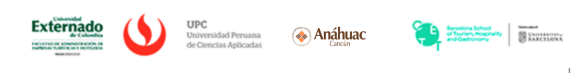 Universidad
Externado
de Colombia
FACULTAD DE ADMINISTRACIÓN DE
EMPRESAS TURÍSTICAS Y HOTELERAS
UPC
Universidad Peruana
de Ciencias Aplicadas
Anáhuac
Cancún
Barcelona School
of Tourism, Hospitality
and Gastronomy
UNIVERSITAT DE
BARCELONA